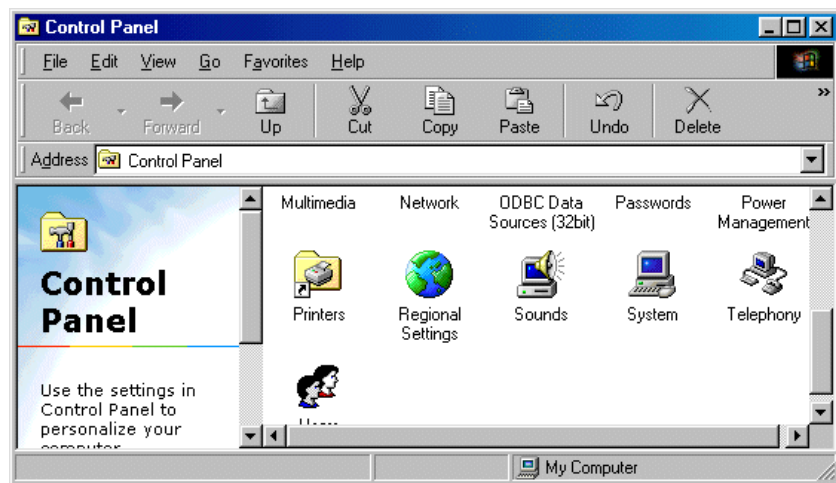 Control Panel
File Edit View Go Favorites Help
Back Forward Up Cut Copy Paste Undo Delete »
Address Control Panel
Control
Panel
Use the settings in
Control Panel to
personalize your
computer
Multimedia Network ODBC Data Sources (32bit) Passwords Power Management
Printers Regional Settings Sounds System Telephony
Users
My Computer